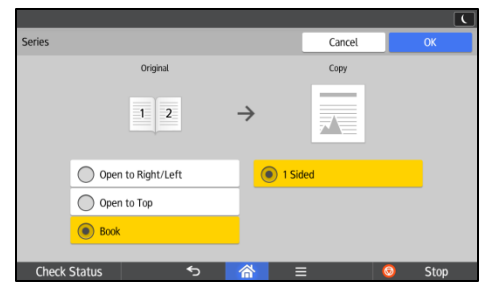 Series
Cancel
OK
Original
Copy
1 2
Open to Right/Left
1 Sided
Open to Top
Book
Check Status
Stop